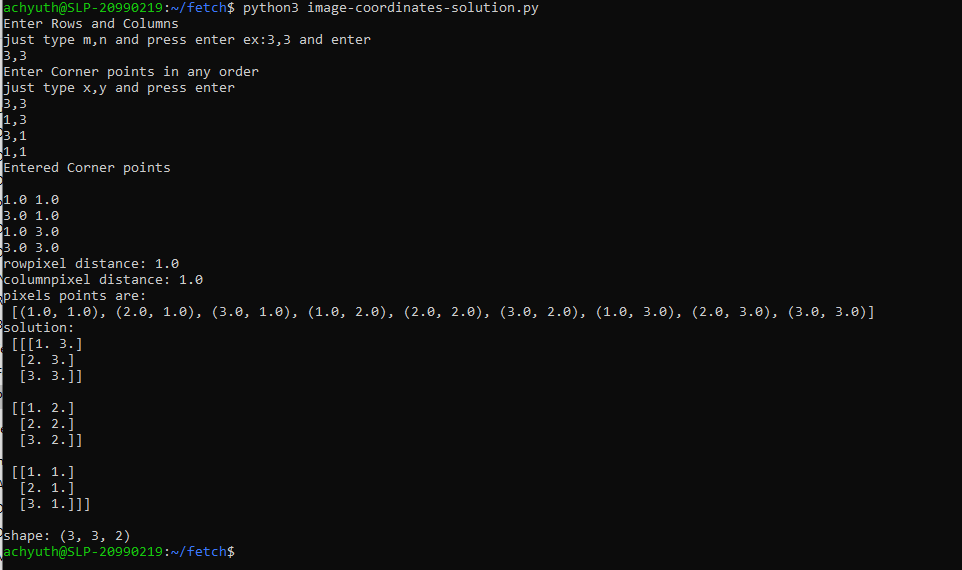 achyuth@SLP-20990219:~/fetch$ python3 image-coordinates-solution.py
Enter Rows and Columns
just type m,n and press enter ex:3,3 and enter
3,3
Enter Corner points in any order
just type x,y and press enter
3,3
1,3
3,1
1,1
Entered Corner points
1.0 1.0
3.0 1.0
1.0 3.0
3.0 3.0
rowpixel distance: 1.0
columnpixel distance: 1.0
pixels points are:
[(1.0, 1.0), (2.0, 1.0), (3.0, 1.0), (1.0, 2.0), (2.0, 2.0), (3.0, 2.0), (1.0, 3.0), (2.0, 3.0), (3.0, 3.0)]
solution:
[[[1. 3.]
[2. 3.]
[3. 3.]]
[[1. 2.]
[2. 2.]
[3. 2.]]
[[1. 1.]
[2. 1.]
[3. 1.]]]
shape: (3, 3, 2)
achyuth@SLP-20990219:~/fetch$